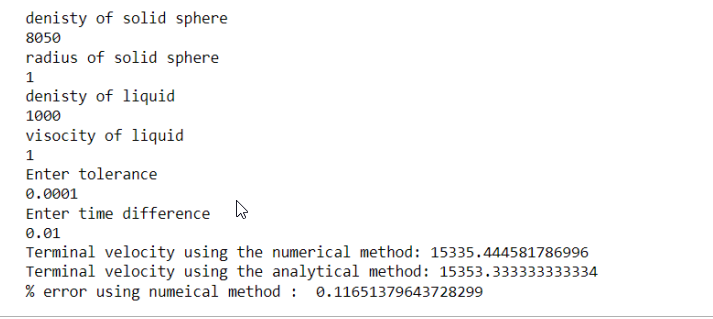 denisty of solid sphere
8050
radius of solid sphere
1
denisty of liquid
1000
visocity of liquid
1
Enter tolerance
0.0001
Enter time difference
0.01
Terminal velocity using the numerical method: 15335.444581786996
Terminal velocity using the analytical method: 15353.333333333334
% error using numeical method :  0.11651379643728299